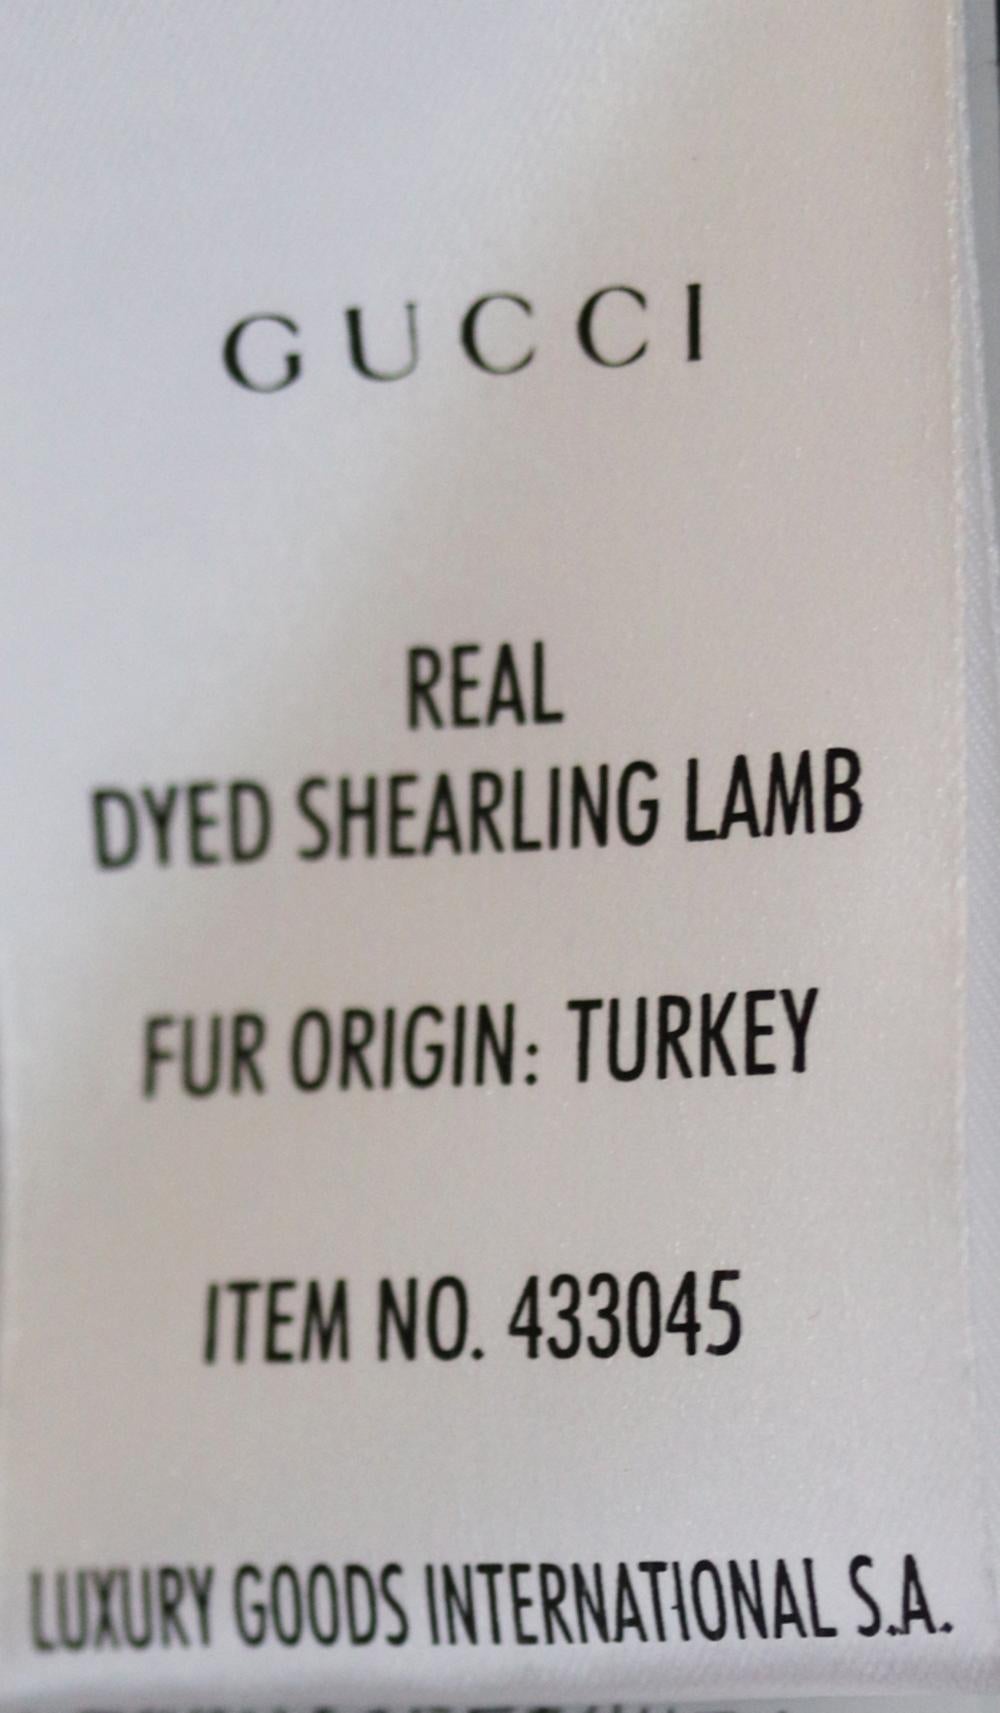 GUCCI
REAL
DYED SHEARLING LAMB
FUR ORIGIN: TURKEY
ITEM NO. 433045
LUXURY GOODS INTERNATIONAL S.A.